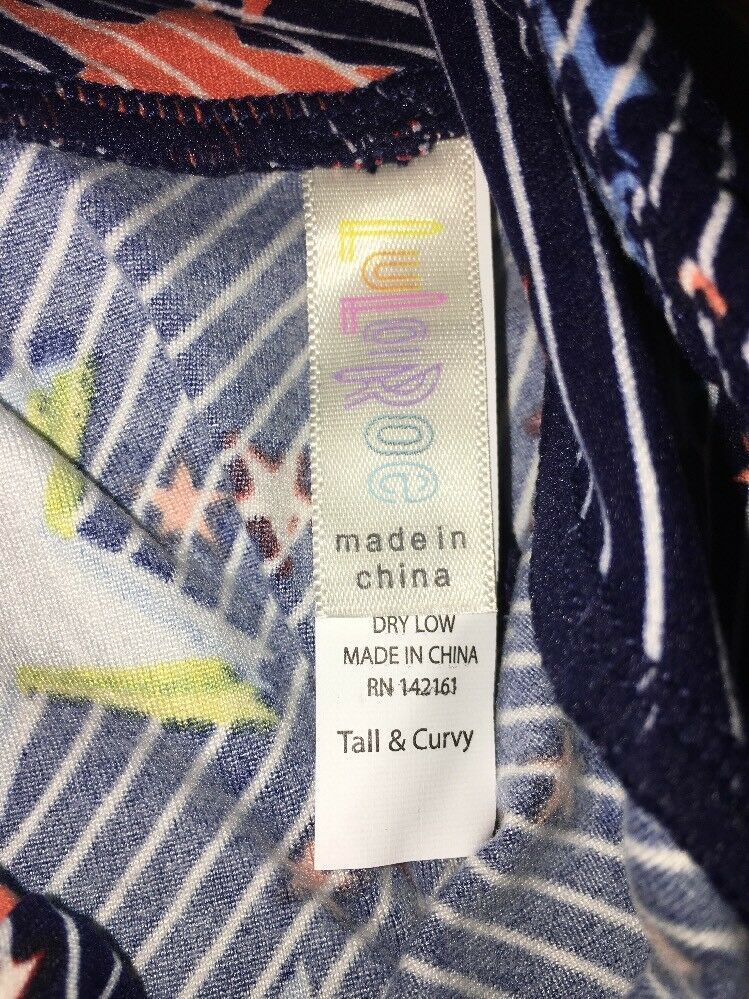 LuLaRoe
made in
china
DRY LOW
MADE IN CHINA
RN 142161
Tall & Curvy